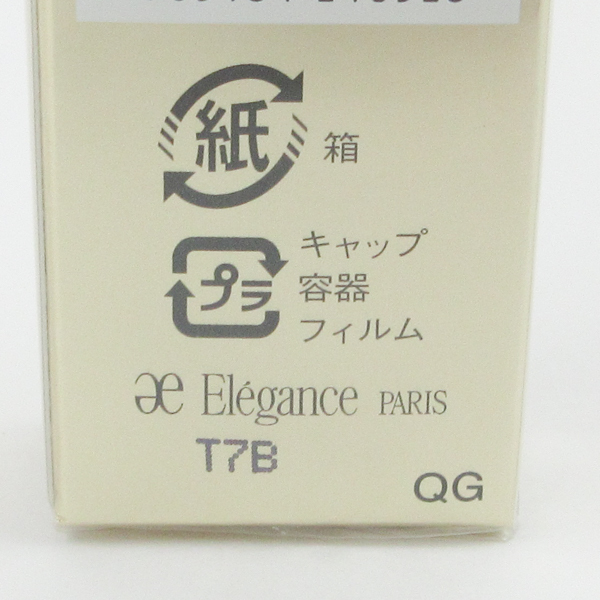 紙 箱
プラ キャップ
容器
フィルム
æ Elégance PARIS
T7B
QG